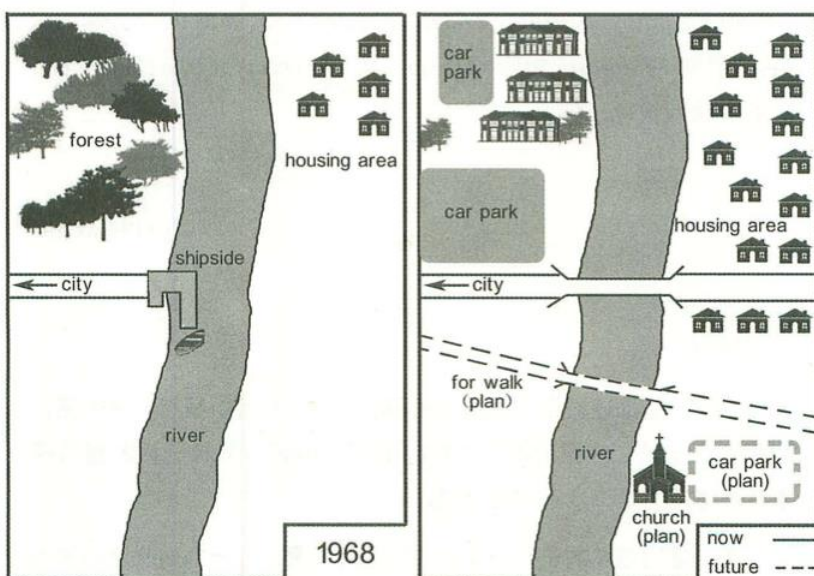 forest
housing area
shipside
city
river
1968
car
park
car park
housing area
city
for walk
(plan)
river
car park
(plan)
church
(plan)
now
future